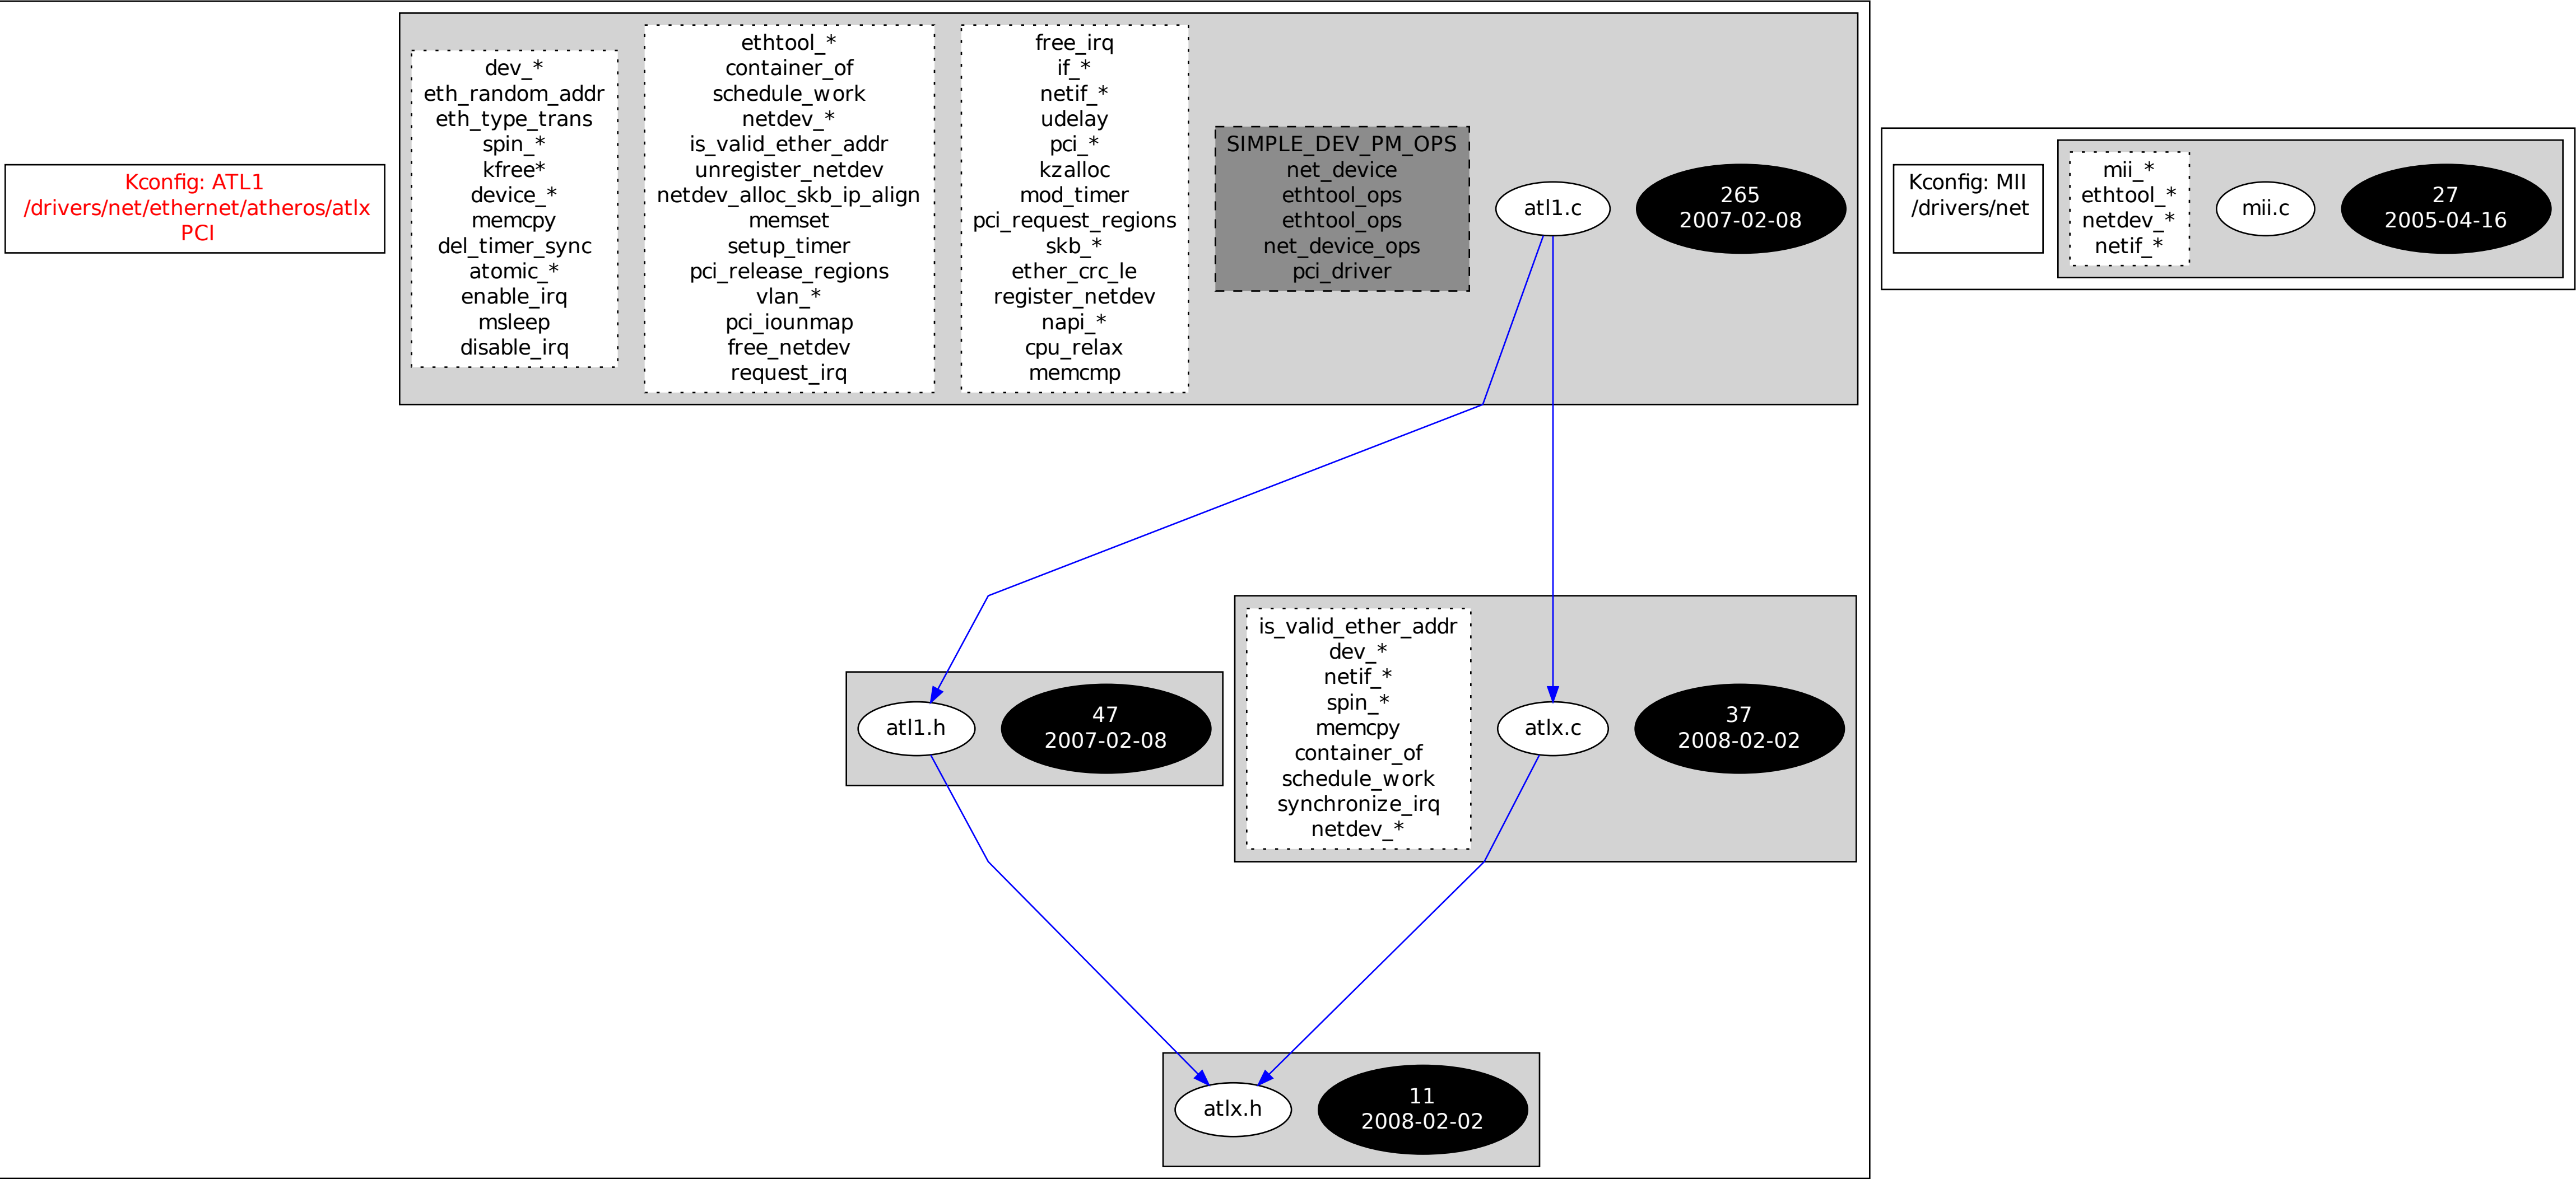 Kconfig: ATL1
/drivers/net/ethernet/atheros/atlx
PCI
dev_*
eth_random_addr
eth_type_trans
spin_*
kfree*
device_*
memcpy
del_timer_sync
atomic_*
enable_irq
msleep
disable_irq
ethtool_*
container_of
schedule_work
netdev_*
is_valid_ether_addr
unregister_netdev
netdev_alloc_skb_ip_align
memset
setup_timer
pci_release_regions
vlan_*
pci_iounmap
free_netdev
request_irq
free_irq
if_*
netif_*
udelay
pci_*
kzalloc
mod_timer
pci_request_regions
skb_*
ether_crc_le
register_netdev
napi_*
cpu_relax
memcmp
SIMPLE_DEV_PM_OPS
net_device
ethtool_ops
ethtool_ops
net_device_ops
pci_driver
atl1.c
265
2007-02-08
Kconfig: MII
/drivers/net
mii_*
ethtool_*
netdev_*
netif_*
mii.c
27
2005-04-16
atl1.h
47
2007-02-08
is_valid_ether_addr
dev_*
netif_*
spin_*
memcpy
container_of
schedule_work
synchronize_irq
netdev_*
atlx.c
37
2008-02-02
atlx.h
11
2008-02-02